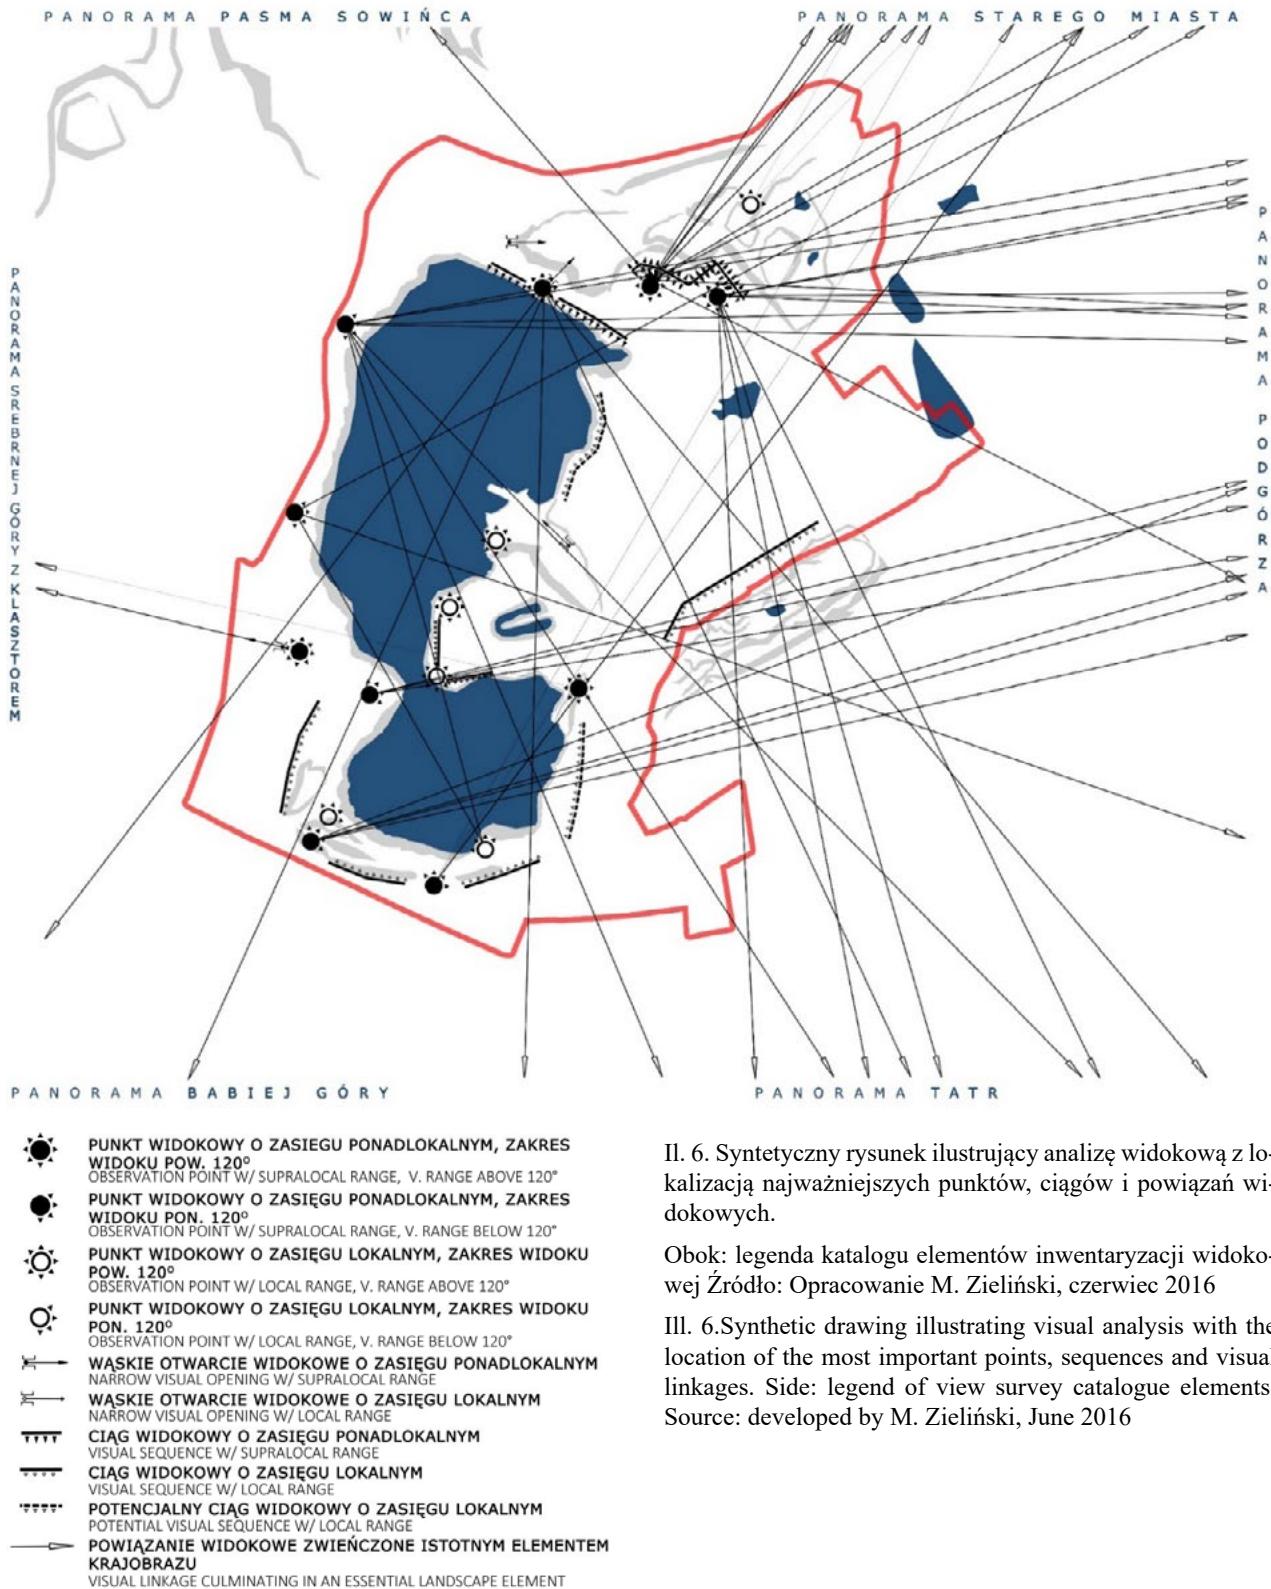 PANORAMA PASMA SOWIŃCA
PANORAMA STAREGO MIASTA
PANORAMA SREBRNEJ GÓRY Z KLASZTOREM
PANORAMA PODGÓRZA
PANORAMA BABIEJ GÓRY
PANORAMA TATR
PUNKT WIDOKOWY O ZASIĘGU PONADLOKALNYM, ZAKRES
WIDOKU POW. 120⁰
OBSERVATION POINT W/ SUPRALOCAL RANGE, V. RANGE ABOVE 120°
PUNKT WIDOKOWY O ZASIĘGU PONADLOKALNYM, ZAKRES
WIDOKU PON. 120⁰
OBSERVATION POINT W/ SUPRALOCAL RANGE, V. RANGE BELOW 120°
PUNKT WIDOKOWY O ZASIĘGU LOKALNYM, ZAKRES WIDOKU
POW. 120⁰
OBSERVATION POINT W/ LOCAL RANGE, V. RANGE ABOVE 120°
PUNKT WIDOKOWY O ZASIĘGU LOKALNYM, ZAKRES WIDOKU
PON. 120⁰
OBSERVATION POINT W/ LOCAL RANGE, V. RANGE BELOW 120°
WĄSKIE OTWARCIE WIDOKOWE O ZASIĘGU PONADLOKALNYM
NARROW VISUAL OPENING W/ SUPRALOCAL RANGE
WĄSKIE OTWARCIE WIDOKOWE O ZASIĘGU LOKALNYM
NARROW VISUAL OPENING W/ LOCAL RANGE
CIĄG WIDOKOWY O ZASIĘGU PONADLOKALNYM
VISUAL SEQUENCE W/ SUPRALOCAL RANGE
CIĄG WIDOKOWY O ZASIĘGU LOKALNYM
VISUAL SEQUENCE W/ LOCAL RANGE
POTENCJALNY CIĄG WIDOKOWY O ZASIĘGU LOKALNYM
POTENTIAL VISUAL SEQUENCE W/ LOCAL RANGE
POWIĄZANIE WIDOKOWE ZWIEŃCZONE ISTOTNYM ELEMENTEM
KRAJOBRAZU
VISUAL LINKAGE CULMINATING IN AN ESSENTIAL LANDSCAPE ELEMENT
Il. 6. Syntetyczny rysunek ilustrujący analizę widokową z lo-
kalizacją najważniejszych punktów, ciągów i powiązań wi-
dokowych.
Obok: legenda katalogu elementów inwentaryzacji widoko-
wej Źródło: Opracowanie M. Zieliński, czerwiec 2016
Ill. 6.Synthetic drawing illustrating visual analysis with the
location of the most important points, sequences and visual
linkages. Side: legend of view survey catalogue elements
Source: developed by M. Zieliński, June 2016